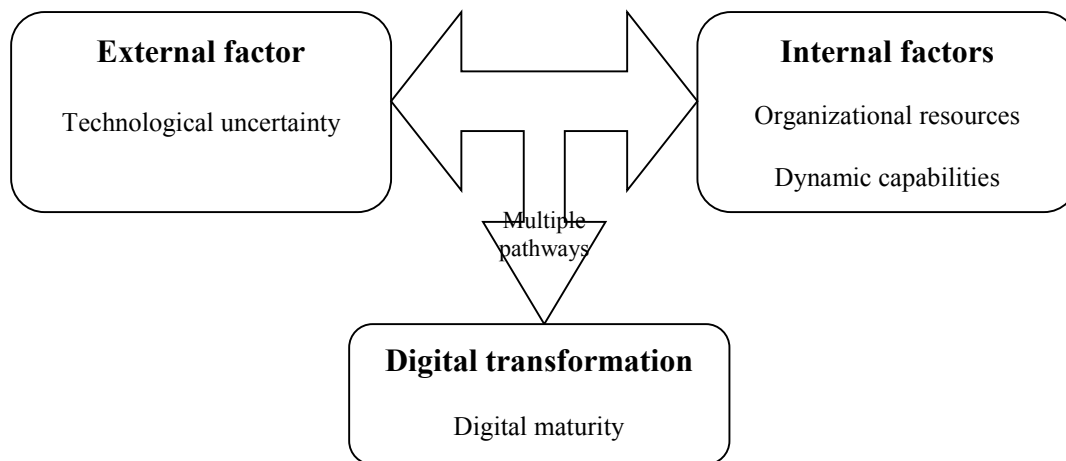 External factor
Technological uncertainty
Internal factors
Organizational resources
Dynamic capabilities
Multiple
pathways
Digital transformation
Digital maturity